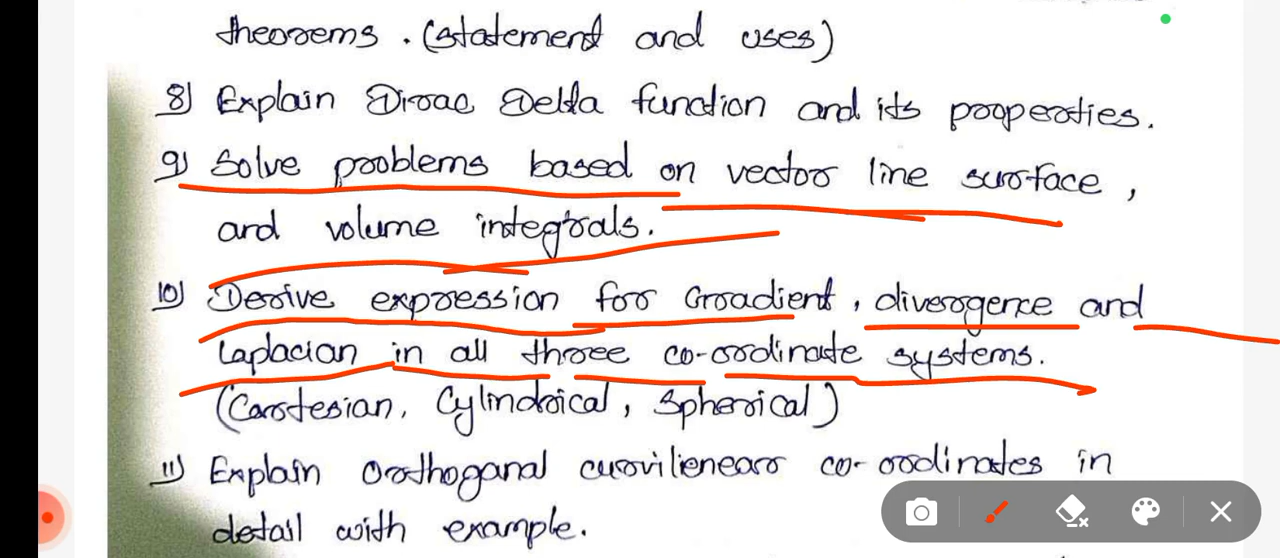 theorems . (statement and uses)
8) Explain Dirac Delta function and its properties.
9) Solve problems based on vector line surface ,
and volume integrals.
10) Derive expression for Gradient , divergence and
Laplacian in all three co-ordinate systems.
(Cartesian, Cylindrical, Spherical)
11) Explain Orthoganal curvilienear co-ordinates in
detail with example.